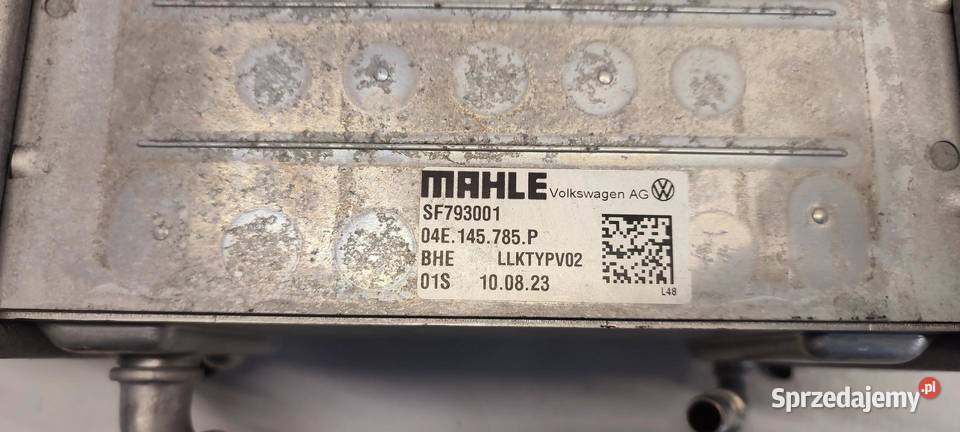 MAHLE Volkswagen AG
SF793001
04E.145.785.P
BHE LLKTYPV02
01S 10.08.23
L48
Sprzedajemy.pl